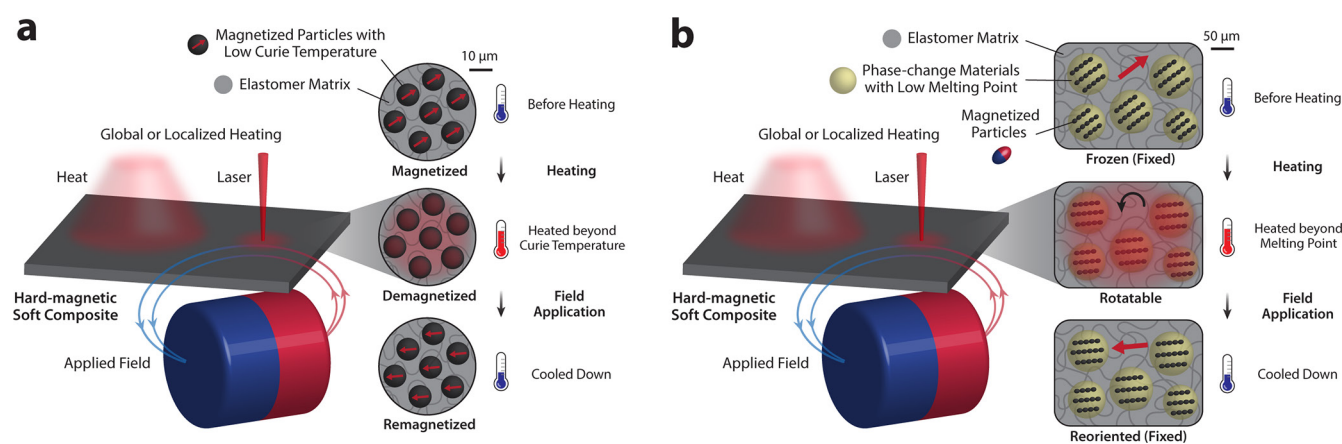 a
Magnetized Particles with
Low Curie Temperature
Elastomer Matrix
10 μm
Before Heating
Global or Localized Heating
Magnetized
Heating
Heat
Laser
Heated beyond
Curie Temperature
Demagnetized
Hard-magnetic
Soft Composite
Field
Application
Applied Field
Cooled Down
Remagnetized
b
Elastomer Matrix
50 μm
Phase-change Materials
with Low Melting Point
Before Heating
Magnetized
Particles
Global or Localized Heating
Frozen (Fixed)
Heating
Heat
Laser
Heated beyond
Melting Point
Rotatable
Hard-magnetic
Soft Composite
Field
Application
Applied Field
Cooled Down
Reoriented (Fixed)